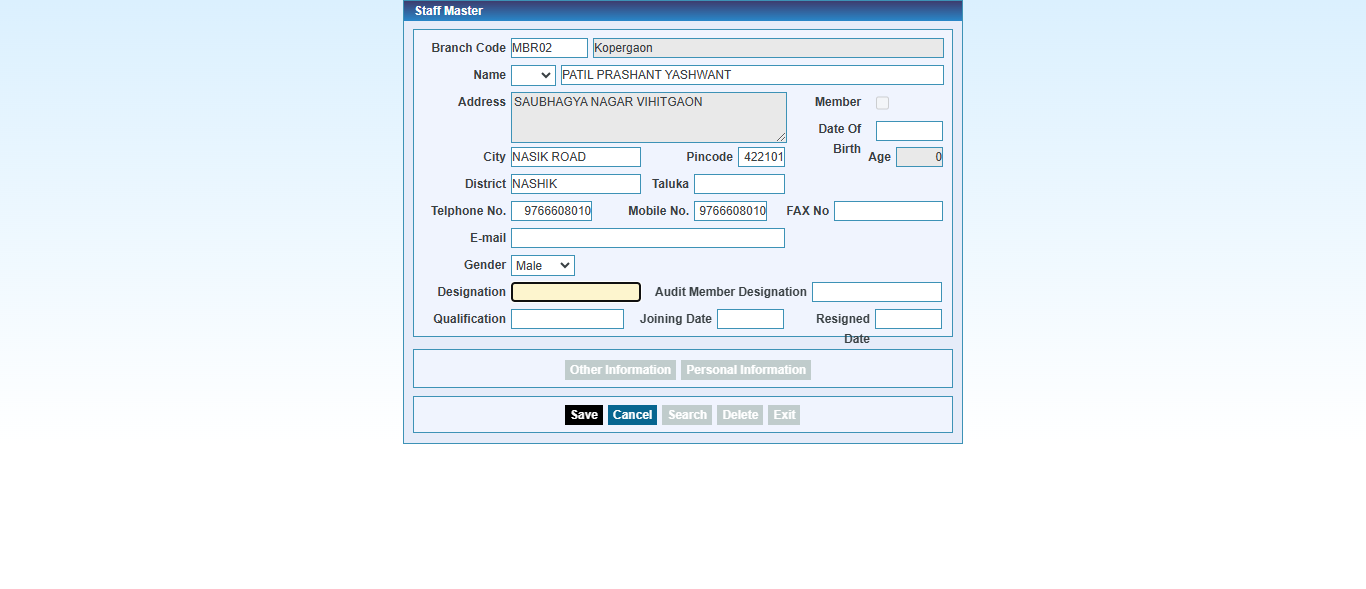 Staff Master
Branch Code MBR02 Kopergaon
Name PATIL PRASHANT YASHWANT
Address SAUBHAGYA NAGAR VIHITGAON Member
Date Of Birth
City NASIK ROAD Pincode 422101 Age 0
District NASHIK Taluka
Telphone No. 9766608010 Mobile No. 9766608010 FAX No
E-mail
Gender Male
Designation Audit Member Designation
Qualification Joining Date Resigned Date
Other Information Personal Information
Save Cancel Search Delete Exit